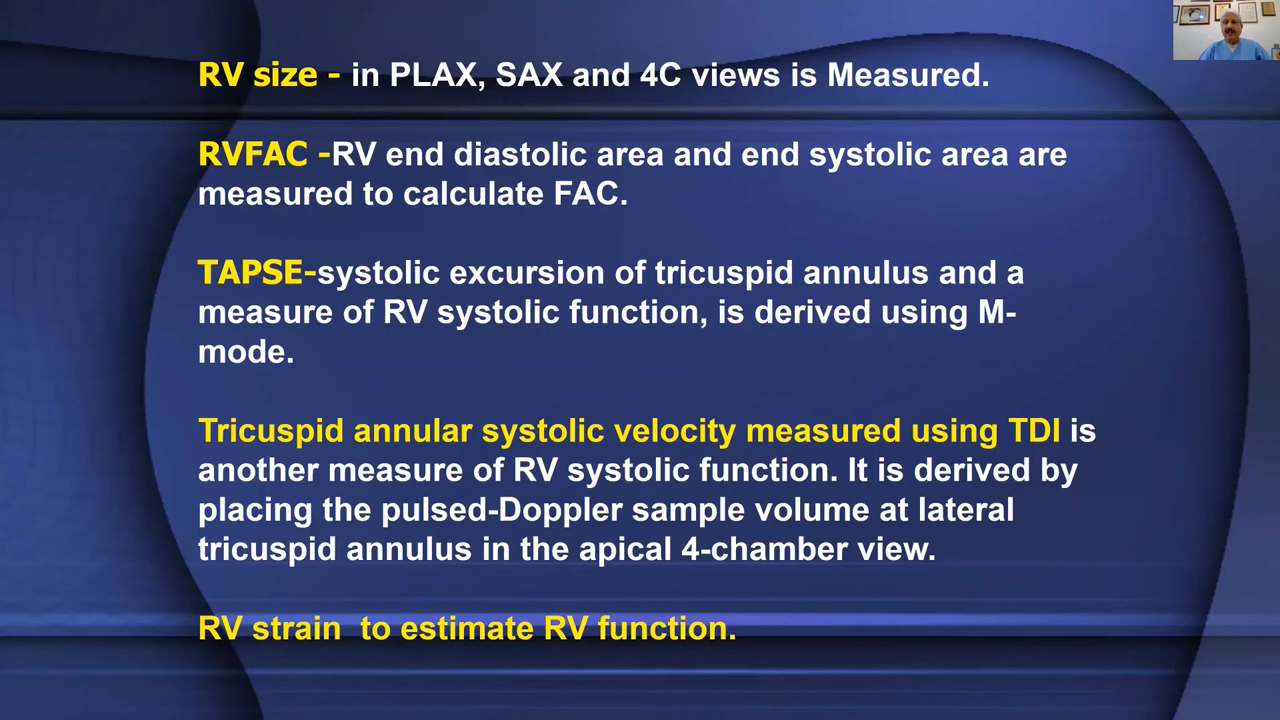 RV size - in PLAX, SAX and 4C views is Measured.
RVFAC -RV end diastolic area and end systolic area are
measured to calculate FAC.
TAPSE-systolic excursion of tricuspid annulus and a
measure of RV systolic function, is derived using M-
mode.
Tricuspid annular systolic velocity measured using TDI is
another measure of RV systolic function. It is derived by
placing the pulsed-Doppler sample volume at lateral
tricuspid annulus in the apical 4-chamber view.
RV strain  to estimate RV function.